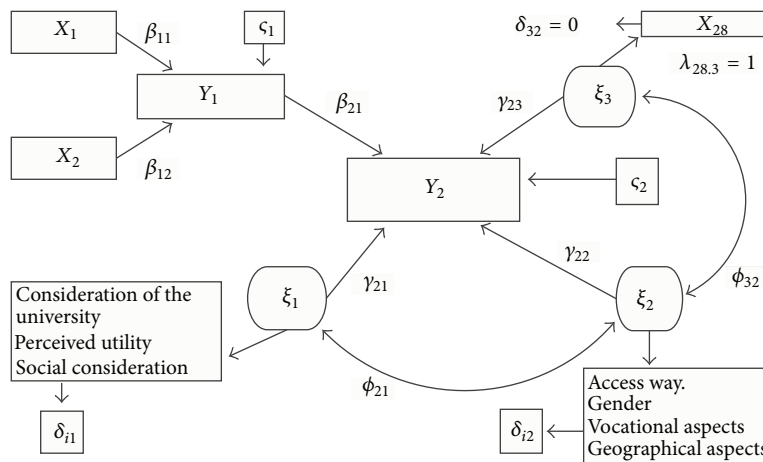 X₁
β₁₁
ς₁
δ₃₂ = 0
X₂₈
λ₂₈.₃ = 1
Y₁
β₂₁
γ₂₃
ξ₃
X₂
β₁₂
Y₂
ς₂
γ₂₂
ϕ₃₂
ξ₁
γ₂₁
ξ₂
Consideration of the
university
Perceived utility
Social consideration
ϕ₂₁
Access way.
Gender
Vocational aspects
Geographical aspects
δᵢ₁
δᵢ₂